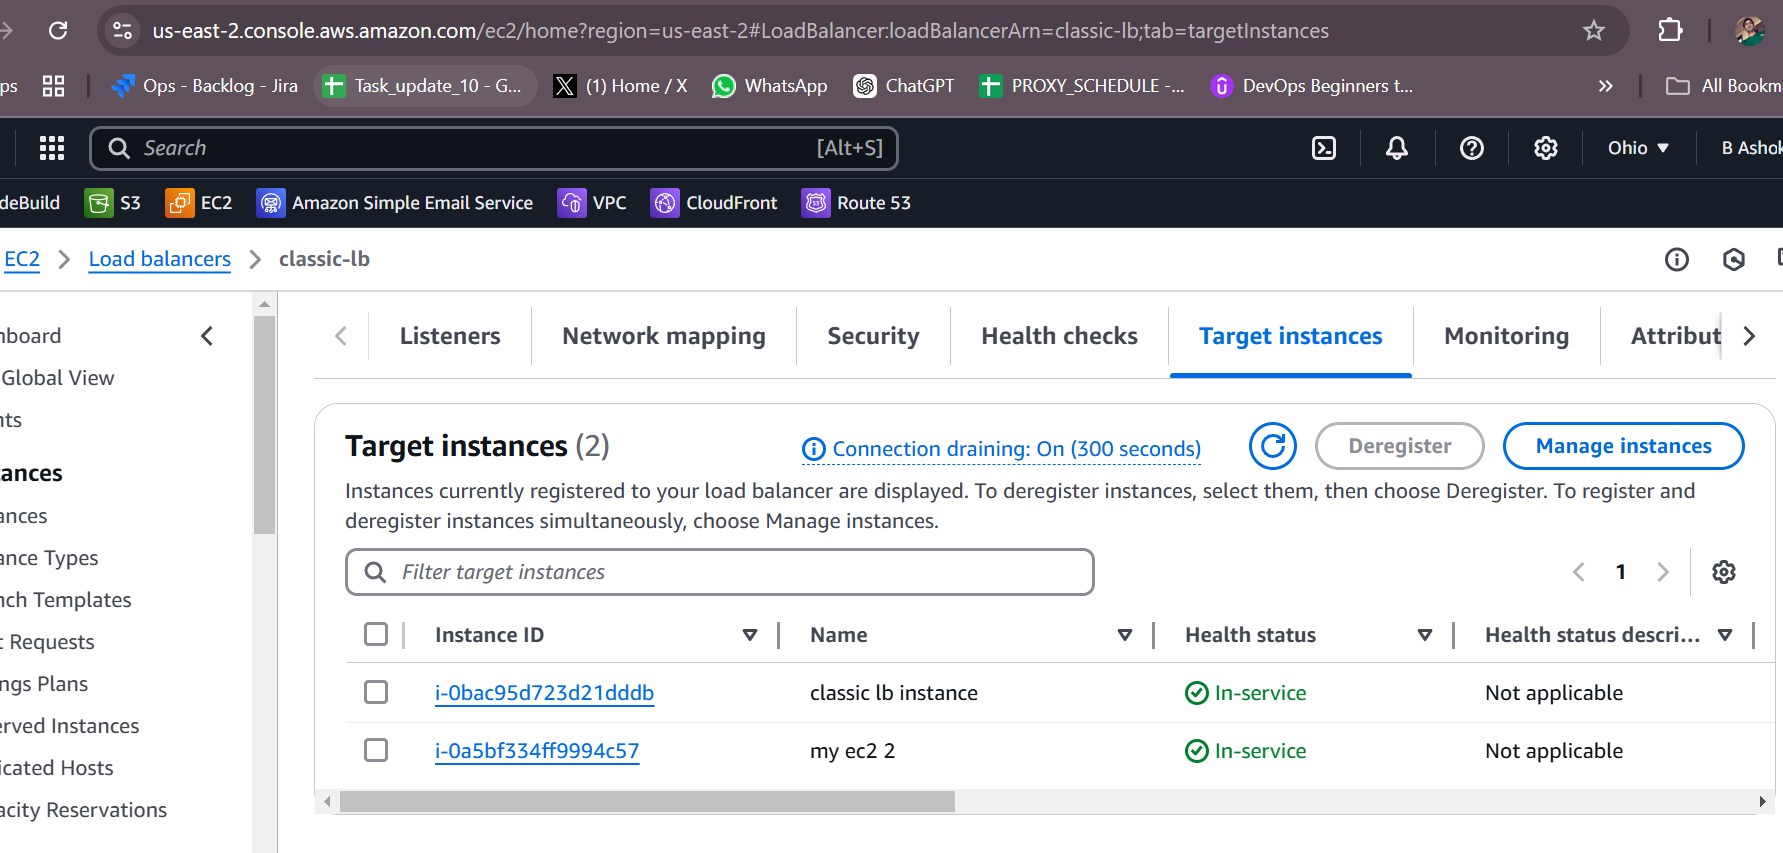 us-east-2.console.aws.amazon.com/ec2/home?region=us-east-2#LoadBalancer:loadBalancerArn=classic-lb;tab=targetInstances
ps Ops - Backlog - Jira Task_update_10 - G... (1) Home / X WhatsApp ChatGPT PROXY_SCHEDULE -... DevOps Beginners t... » All Bookm
Search [Alt+S] Ohio B Ashok
deBuild S3 EC2 Amazon Simple Email Service VPC CloudFront Route 53
EC2 Load balancers classic-lb
nboard
Global View
nts
tances
ances
ance Types
nch Templates
t Requests
ngs Plans
erved Instances
icated Hosts
acity Reservations
Listeners Network mapping Security Health checks Target instances Monitoring Attribut
Target instances (2) Connection draining: On (300 seconds) Deregister Manage instances
Instances currently registered to your load balancer are displayed. To deregister instances, select them, then choose Deregister. To register and
deregister instances simultaneously, choose Manage instances.
Filter target instances 1
Instance ID Name Health status Health status descri...
i-0bac95d723d21dddb classic lb instance In-service Not applicable
i-0a5bf334ff9994c57 my ec2 2 In-service Not applicable